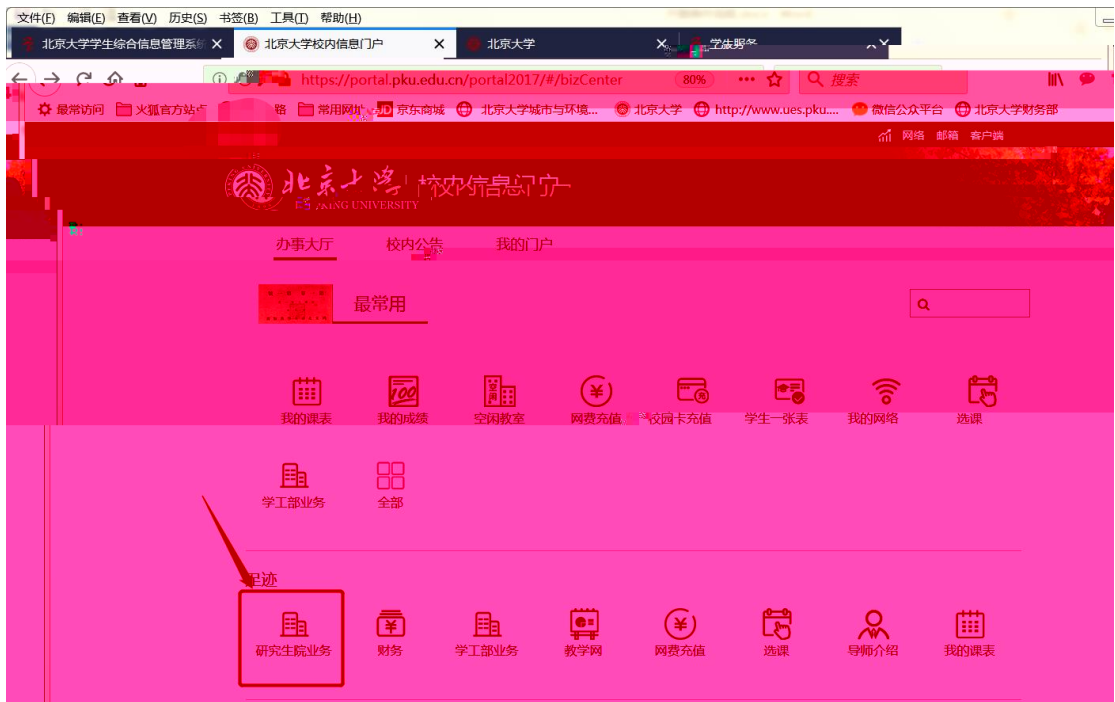 文件(F) 编辑(E) 查看(V) 历史(S) 书签(B) 工具(T) 帮助(H)
北京大学学生综合信息管理系统 北京大学校内信息门户 北京大学
https://portal.pku.edu.cn/portal2017/#/bizCenter 80% 搜索
最常访问 火狐官方站点 常用网址 JD 京东商城 北京大学城市与环境... 北京大学 http://www.ues.pku.... 微信公众平台 北京大学财务部
网络 邮箱 客户端
北京大学 校内信息门户
UNIVERSITY
办事大厅 校内公告 我的门户
最常用
我的课表 我的成绩 空闲教室 网费充值 校园卡充值 学生一张表 我的网络 选课
学工部业务 全部
足迹
研究生院业务 财务 学工部业务 教学网 网费充值 选课 导师介绍 我的课表